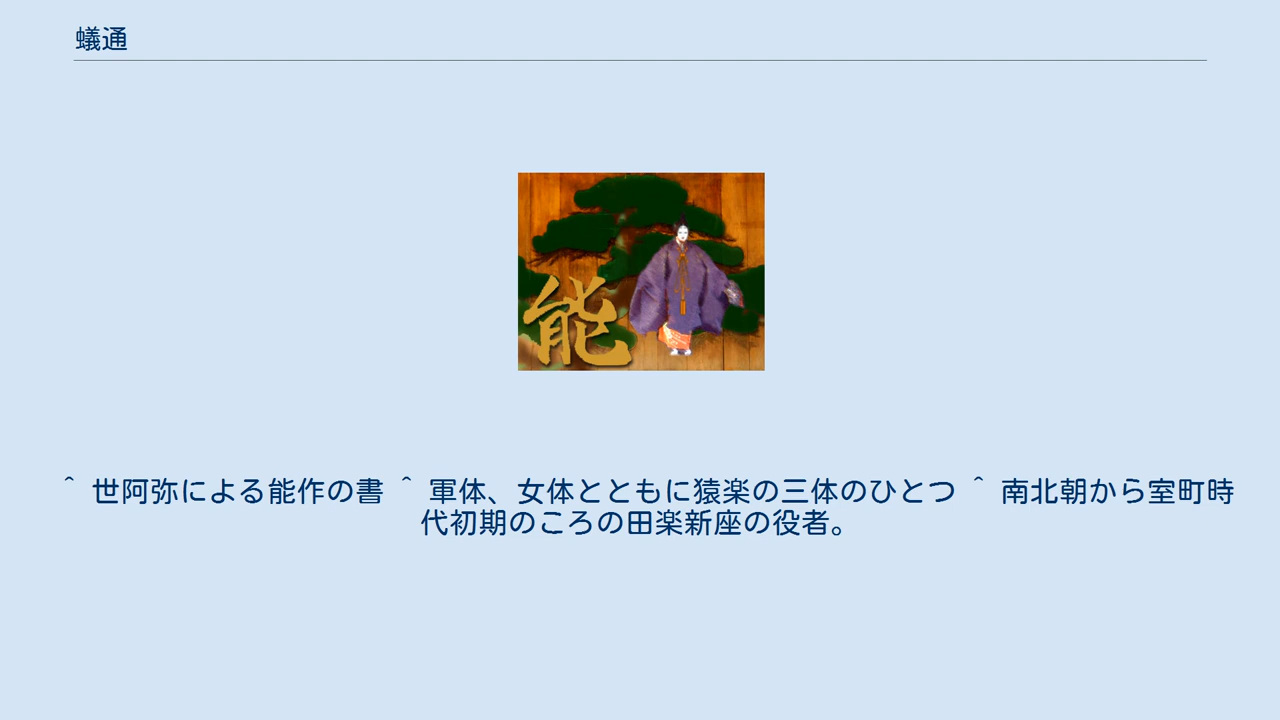 蟻通
能
＾ 世阿弥による能作の書 ＾ 軍体、女体とともに猿楽の三体のひとつ ＾ 南北朝から室町時
代初期のころの田楽新座の役者。